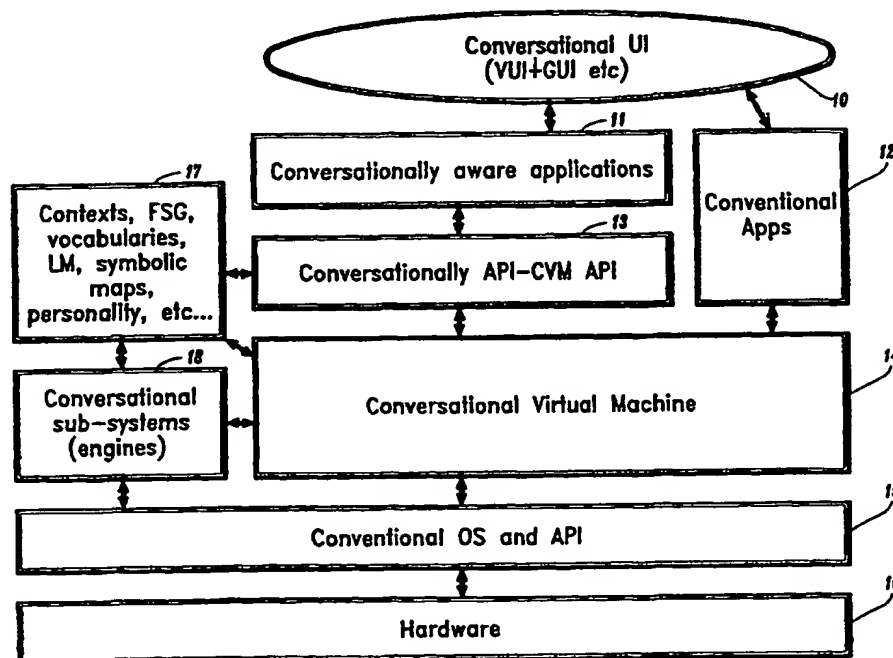 Conversational UI
(VUI+GUI etc)
10
11
Conversationally aware applications
12
Conventional
Apps
17
Contexts, FSG,
vocabularies,
LM, symbolic
maps,
personality, etc...
13
Conversationally API-CVM API
18
Conversational
sub-systems
(engines)
Conversational Virtual Machine
Conventional OS and API
Hardware